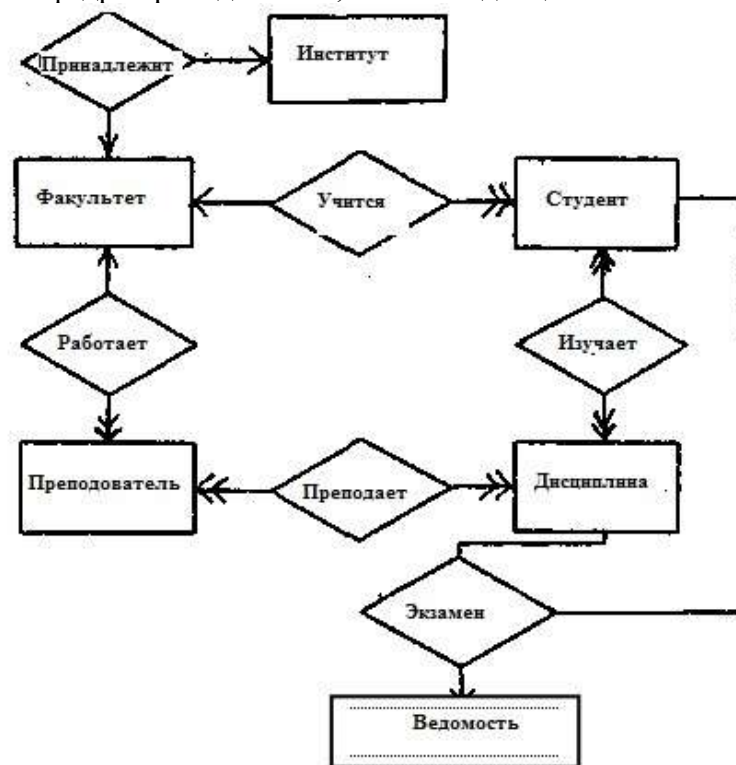 Принадлежит
Институт
Факультет
Учится
Студент
Работает
Изучает
Преподователь
Преподает
Дисциплина
Экзамен
Ведомость